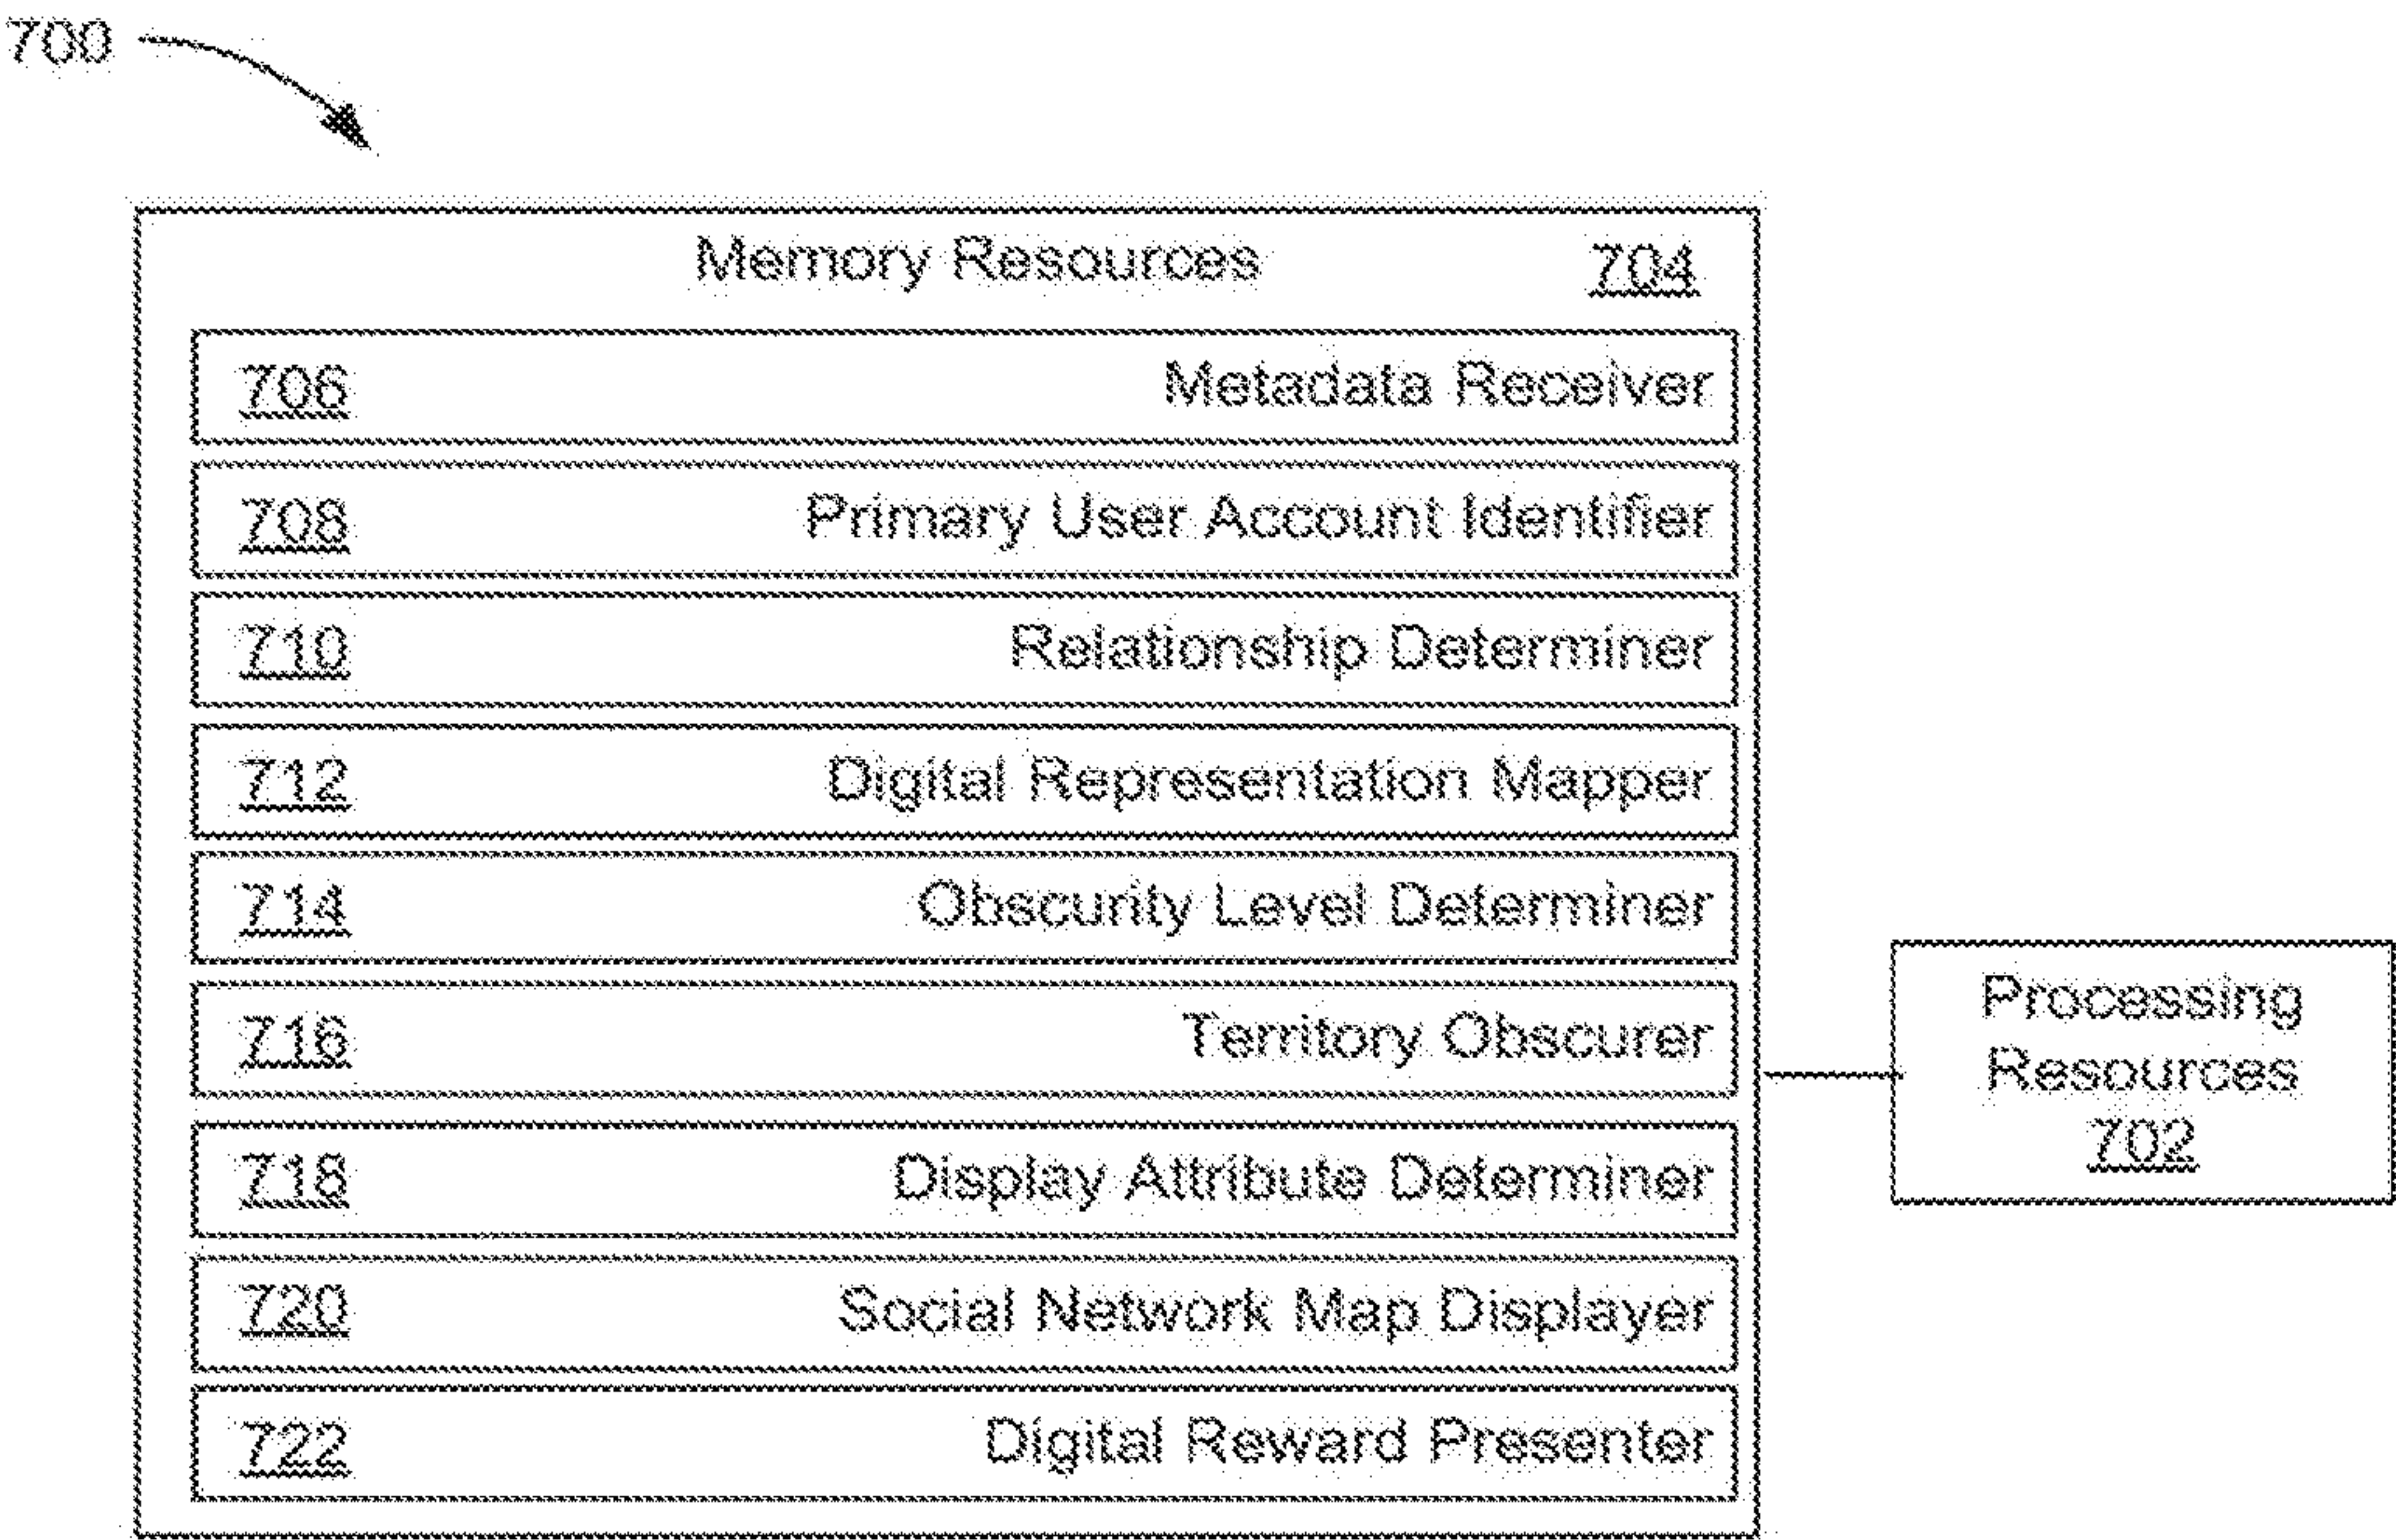 700
Memory Resources 704
706 Metadata Receiver
708 Primary User Account Identifier
710 Relationship Determiner
712 Digital Representation Mapper
714 Obscurity Level Determiner
716 Territory Obscurer
718 Display Attribute Determiner
720 Social Network Map Displayer
722 Digital Reward Presenter
Processing
Resources
702